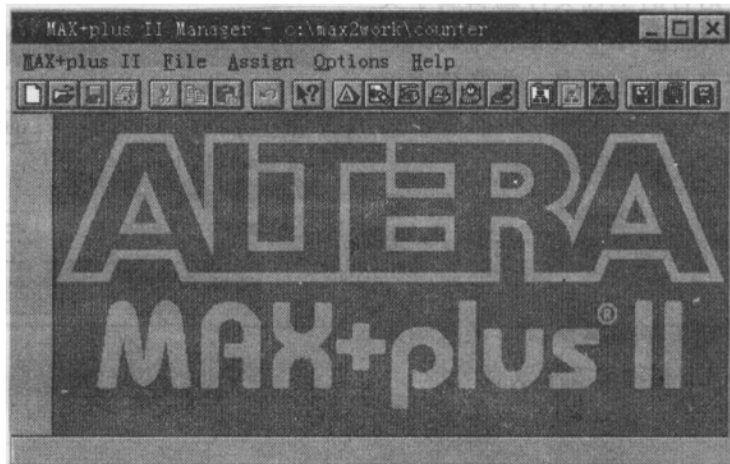 MAX+plus II Manager - c:\max2work\counter
MAX+plus II File Assign Options Help
ALTERA
MAX+plus® II